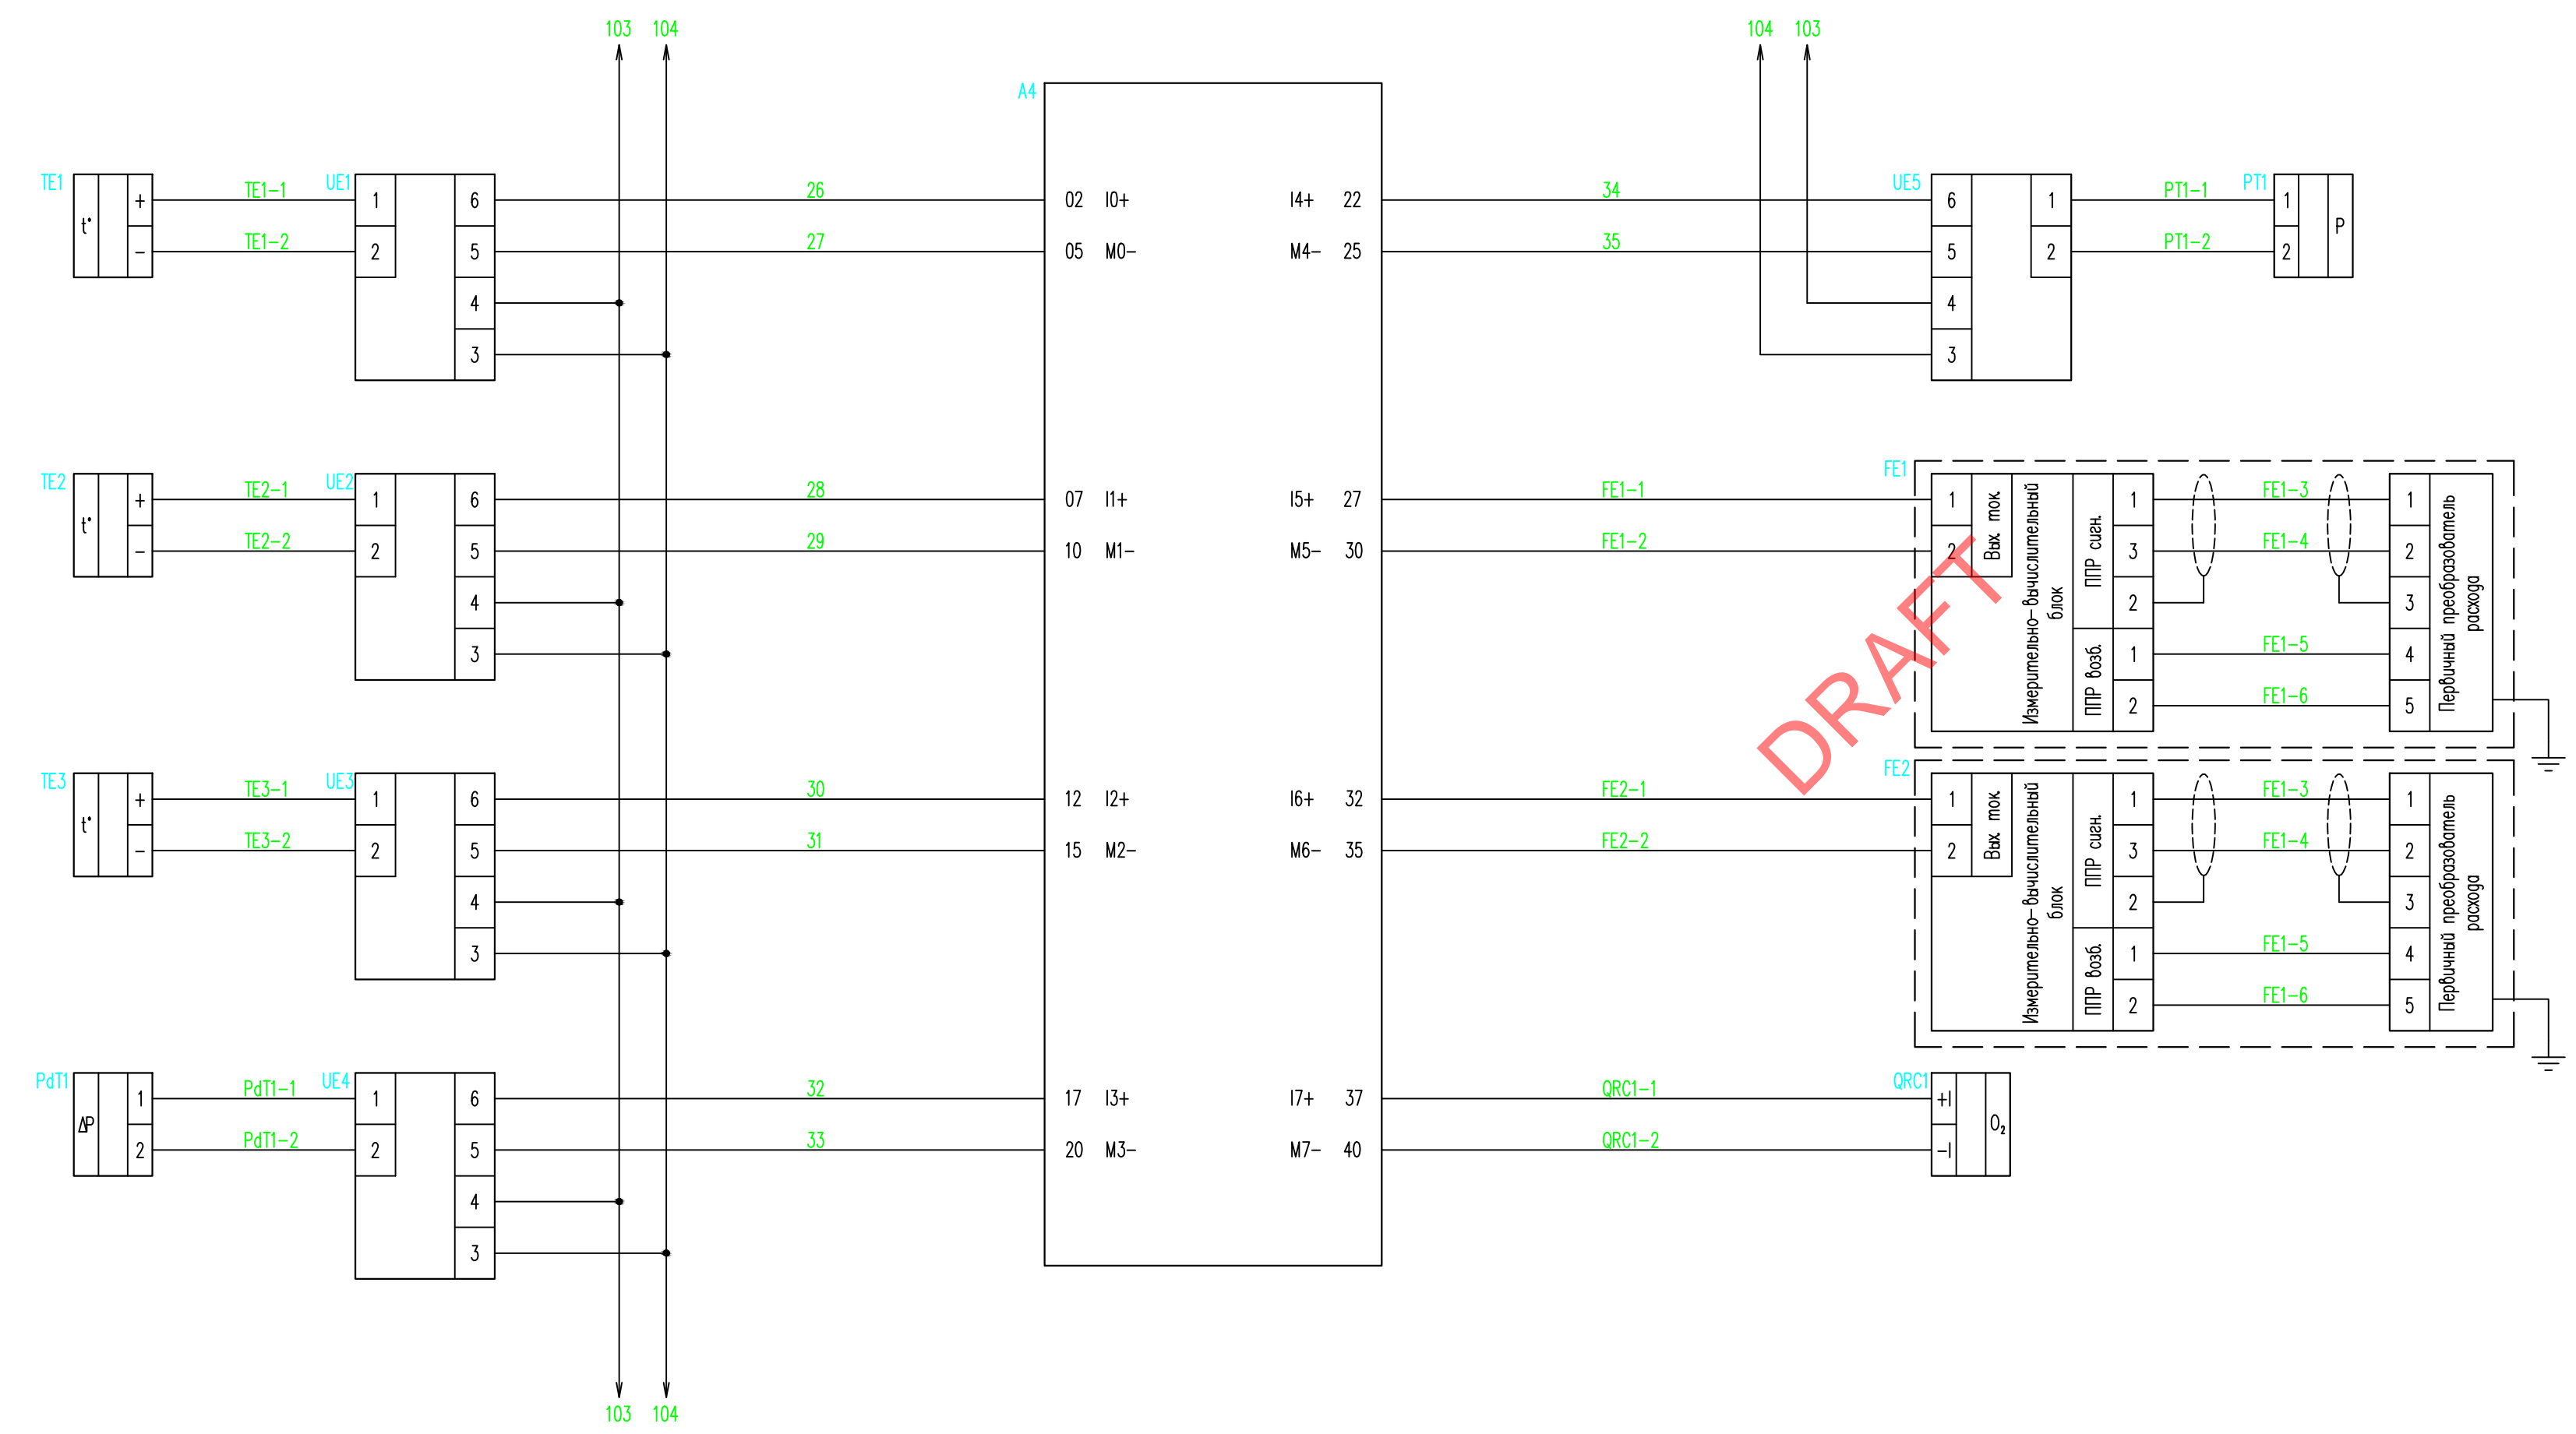 103 104
104 103
A4
TE1
t°
+
−
TE1-1
TE1-2
UE1
1
2
6
5
4
3
26
27
02 I0+
05 M0-
I4+ 22
M4- 25
34
35
UE5
6
5
4
3
1
2
PT1-1
PT1-2
PT1
1
2
P
TE2
t°
+
−
TE2-1
TE2-2
UE2
1
2
6
5
4
3
28
29
07 I1+
10 M1-
I5+ 27
M5- 30
FE1-1
FE1-2
FE1
1
2
Вых ток.
Измерительно-вычислительный
блок
ППР сигн.
ППР возб.
1
3
2
1
2
FE1-3
FE1-4
FE1-5
FE1-6
1
2
3
4
5
Первичный преобразователь
расхода
DRAFT
TE3
t°
+
−
TE3-1
TE3-2
UE3
1
2
6
5
4
3
30
31
12 I2+
15 M2-
I6+ 32
M6- 35
FE2-1
FE2-2
FE2
1
2
Вых. ток.
Измерительно-вычислительный
блок
ППР сигн.
ППР возб.
1
3
2
1
2
FE1-3
FE1-4
FE1-5
FE1-6
1
2
3
4
5
Первичный преобразователь
расхода
PdT1
ΔP
1
2
PdT1-1
PdT1-2
UE4
1
2
6
5
4
3
32
33
17 I3+
20 M3-
I7+ 37
M7- 40
QRC1-1
QRC1-2
QRC1
+I
-I
O₂
103 104